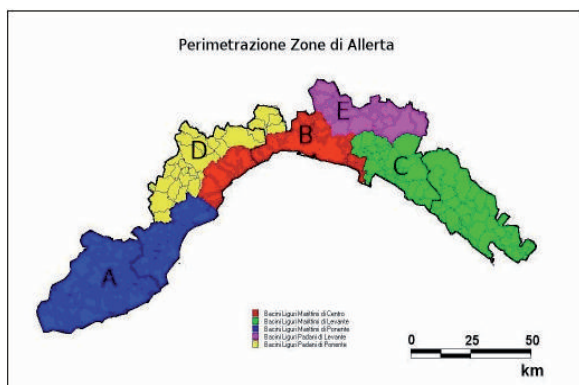 Perimetrazione Zone di Allerta
E
B
D
C
A
Bacini Liguri Marittimi di Centro
Bacini Liguri Marittimi di Levante
Bacini Liguri Marittimi di Ponente
Bacini Liguri Padani di Levante
Bacini Liguri Padani di Ponente
0 25 50
km